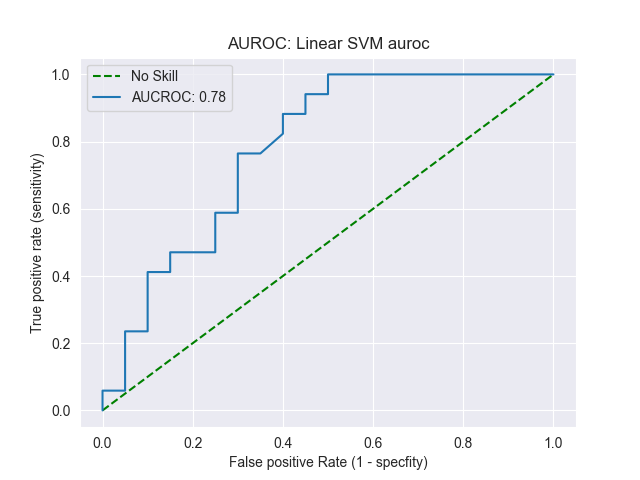 AUROC: Linear SVM auroc
No Skill
AUCROC: 0.78
1.0
0.8
0.6
0.4
0.2
0.0
True positive rate (sensitivity)
0.0 0.2 0.4 0.6 0.8 1.0
False positive Rate (1 - specfity)